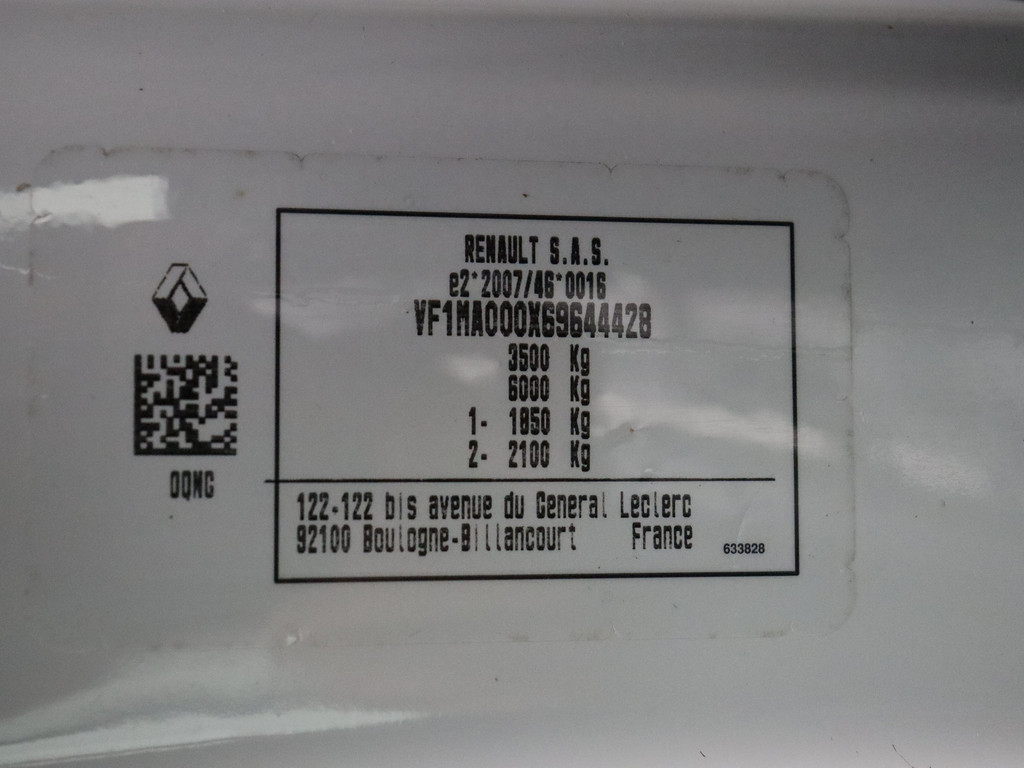 RENAULT S.A.S.
e2*2007/46*0016
VF1MA000X69644428
3500 Kg
6000 Kg
1- 1850 Kg
2- 2100 Kg
OQNG
122-122 bis avenue du General Leclerc
92100 Boulogne-Billancourt France
633828